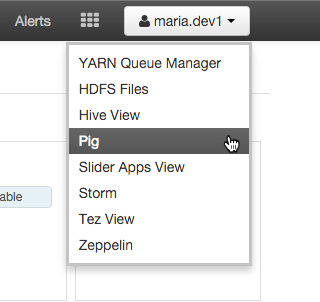 Alerts
maria.dev1
YARN Queue Manager
HDFS Files
Hive View
Pig
Slider Apps View
able
Storm
Tez View
Zeppelin